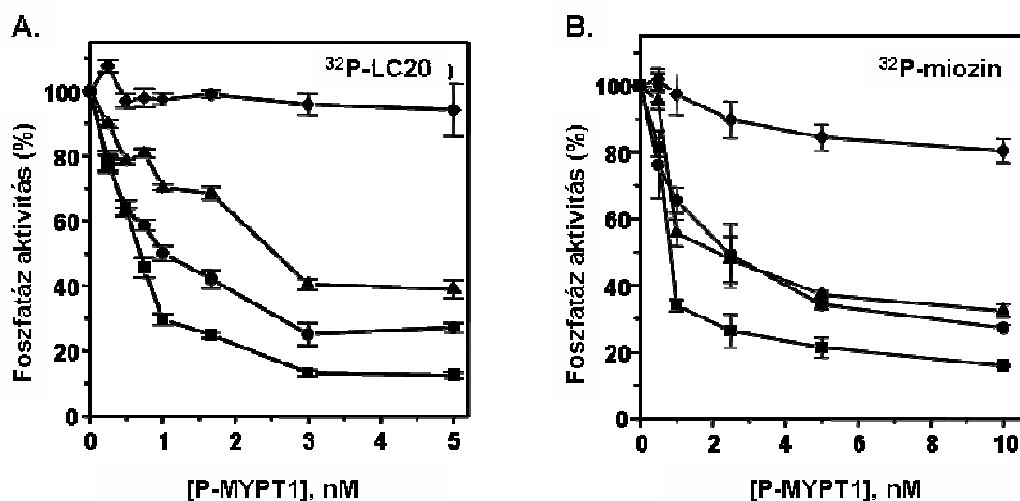 A.
³²P-LC20 )
Foszfatáz aktivitás (%)
100
80
60
40
20
0
0 1 2 3 4 5
[P-MYPT1], nM
B.
³²P-miozin
Foszfatáz aktivitás (%)
100
80
60
40
20
0
0 2 4 6 8 10
[P-MYPT1], nM